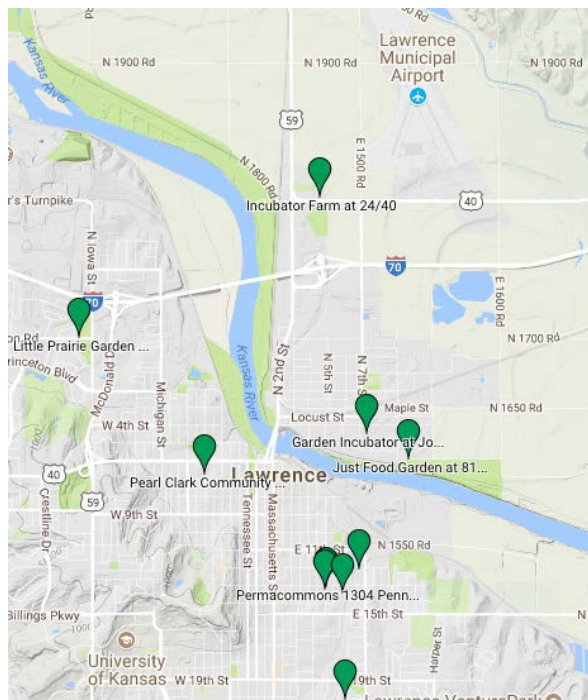 Kansas River
N 1900 Rd
N 1900 Rd
N 1900 Rd
Lawrence
Municipal
Airport
59
E 1500 Rd
N 1800 Rd
40
Incubator Farm at 24/40
r's Turnpike
N Iowa St
70
70
E 1600 Rd
N 1700 Rd
Little Prairie Garden ...
on Rd
rinceton Blvd
McDonald Dr
Michigan St
Kansas River
N 2nd St
N 5th St
N 7th St
Locust St
Maple St
N 1650 Rd
W 4th St
Garden Incubator at Jo...
Just Food Garden at 81...
40
Lawrence
Pearl Clark Community ...
59
Crestline Dr
W 9th St
Tennessee St
Massachusetts S
E 11th St
N 1550 Rd
Permacommons 1304 Penn...
Billings Pkwy
E 15th St
Harper St
University
of Kansas
W 19th St
19th St
Lawrence VenturePark